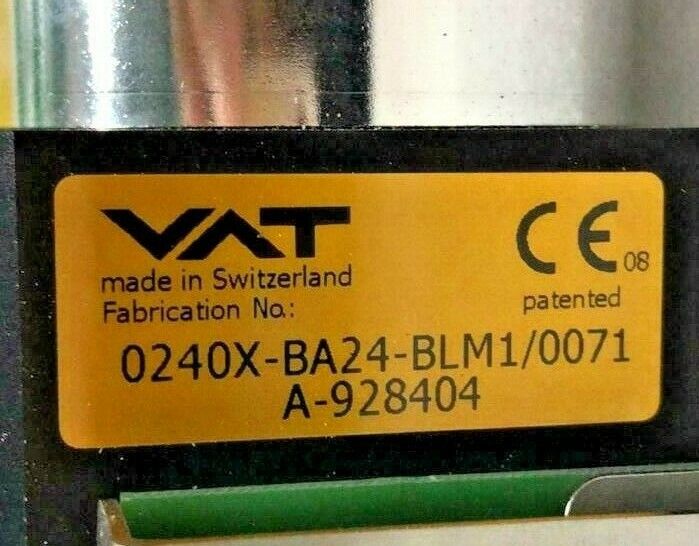 VAT
CE 08
made in Switzerland
patented
Fabrication No.:
0240X-BA24-BLM1/0071
A-928404